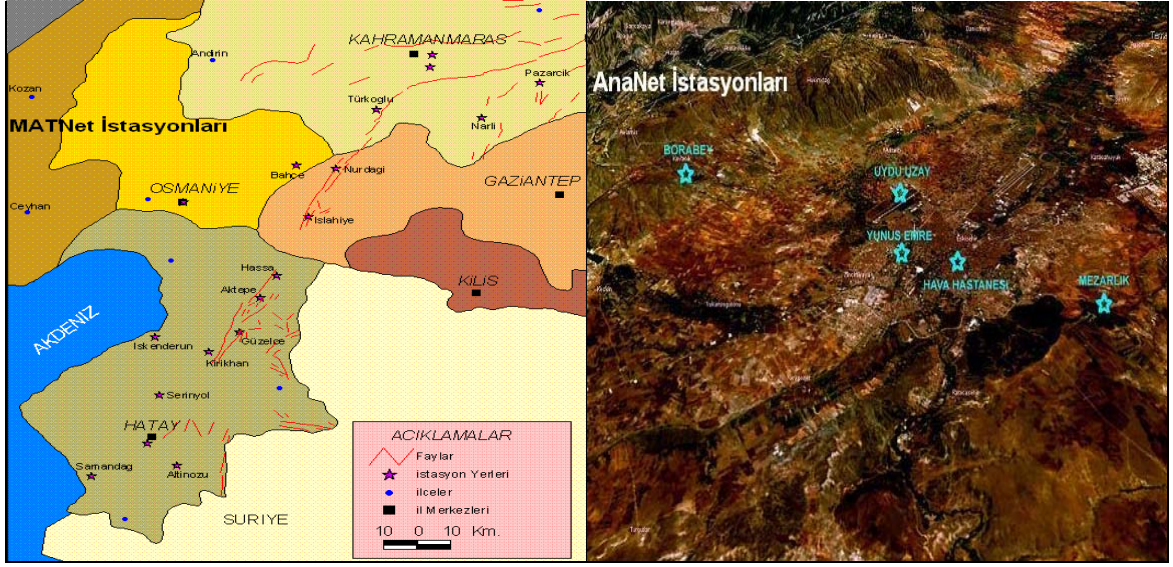 KAHRAMANMARAS
Andirin
Pazarcik
Kozan
Türkoglu
Narli
MATNet İstasyonları
Bahçe
Nurdagi
OSMANiYE
GAZiANTEP
Ceyhan
Islahiye
Hassa
KiLiS
Aktepe
AKDENiZ
Güzelce
Iskenderun
Kirikhan
Serinyol
HATAY
Samandag
Altinozu
SURIYE
ACIKLAMALAR
Faylar
istasyon Yerleri
ilceler
il Merkezleri
10 0 10 Km.
AnaNet İstasyonları
BORABEY
UYDU UZAY
YUNUS EMRE
Eskisehir
HAVA HASTANESİ
MEZARLIK